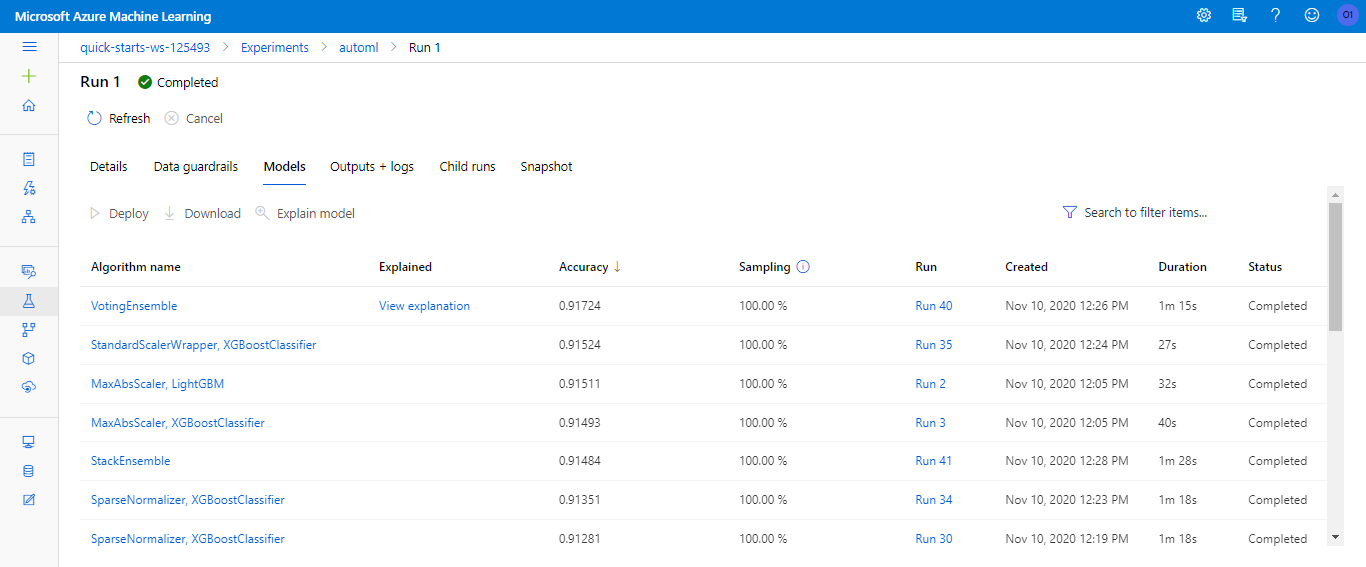 Microsoft Azure Machine Learning
O1
quick-starts-ws-125493 > Experiments > automl > Run 1
Run 1 Completed
Refresh Cancel
Details Data guardrails Models Outputs + logs Child runs Snapshot
Deploy Download Explain model Search to filter items...
Algorithm name Explained Accuracy ↓ Sampling Run Created Duration Status
VotingEnsemble View explanation 0.91724 100.00 % Run 40 Nov 10, 2020 12:26 PM 1m 15s Completed
StandardScalerWrapper, XGBoostClassifier 0.91524 100.00 % Run 35 Nov 10, 2020 12:24 PM 27s Completed
MaxAbsScaler, LightGBM 0.91511 100.00 % Run 2 Nov 10, 2020 12:05 PM 32s Completed
MaxAbsScaler, XGBoostClassifier 0.91493 100.00 % Run 3 Nov 10, 2020 12:05 PM 40s Completed
StackEnsemble 0.91484 100.00 % Run 41 Nov 10, 2020 12:28 PM 1m 28s Completed
SparseNormalizer, XGBoostClassifier 0.91351 100.00 % Run 34 Nov 10, 2020 12:23 PM 1m 18s Completed
SparseNormalizer, XGBoostClassifier 0.91281 100.00 % Run 30 Nov 10, 2020 12:19 PM 1m 18s Completed